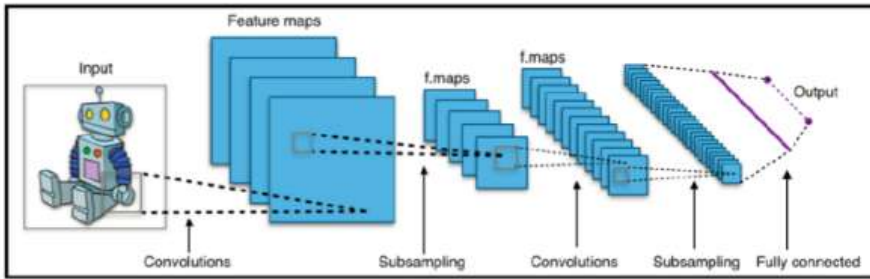 Feature maps
Input
f.maps
f.maps
Output
Convolutions
Subsampling
Convolutions
Subsampling
Fully connected